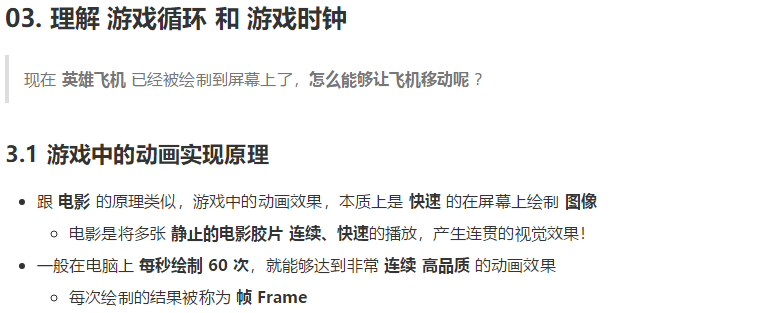 03. 理解 游戏循环 和 游戏时钟
现在 英雄飞机 已经被绘制到屏幕上了，怎么能够让飞机移动呢 ？
3.1 游戏中的动画实现原理
跟 电影 的原理类似，游戏中的动画效果，本质上是 快速 的在屏幕上绘制 图像
电影是将多张 静止的电影胶片 连续、快速的播放，产生连贯的视觉效果！
一般在电脑上 每秒绘制 60 次，就能够达到非常 连续 高品质 的动画效果
每次绘制的结果被称为 帧 Frame